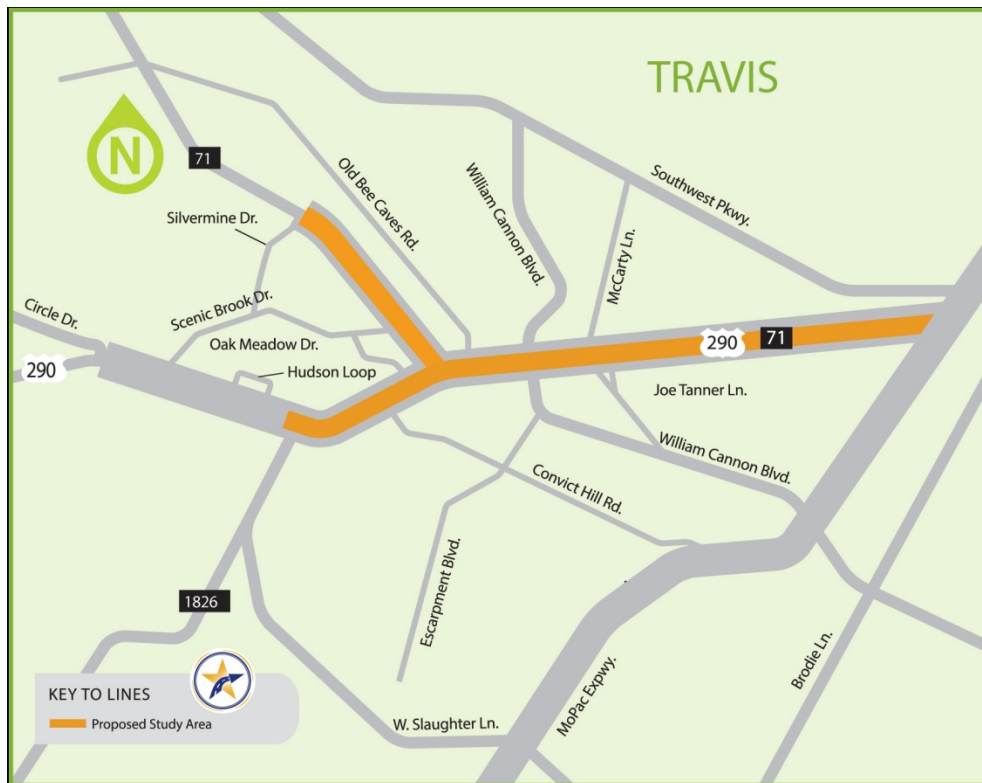 TRAVIS
N
71
Silvermine Dr.
Old Bee Caves Rd.
William Cannon Blvd.
Southwest Pkwy.
McCarty Ln.
Circle Dr.
Scenic Brook Dr.
Oak Meadow Dr.
290
Hudson Loop
290
71
Joe Tanner Ln.
William Cannon Blvd.
Convict Hill Rd.
Escarpment Blvd.
1826
Brodie Ln.
MoPac Expwy.
W. Slaughter Ln.
KEY TO LINES
Proposed Study Area